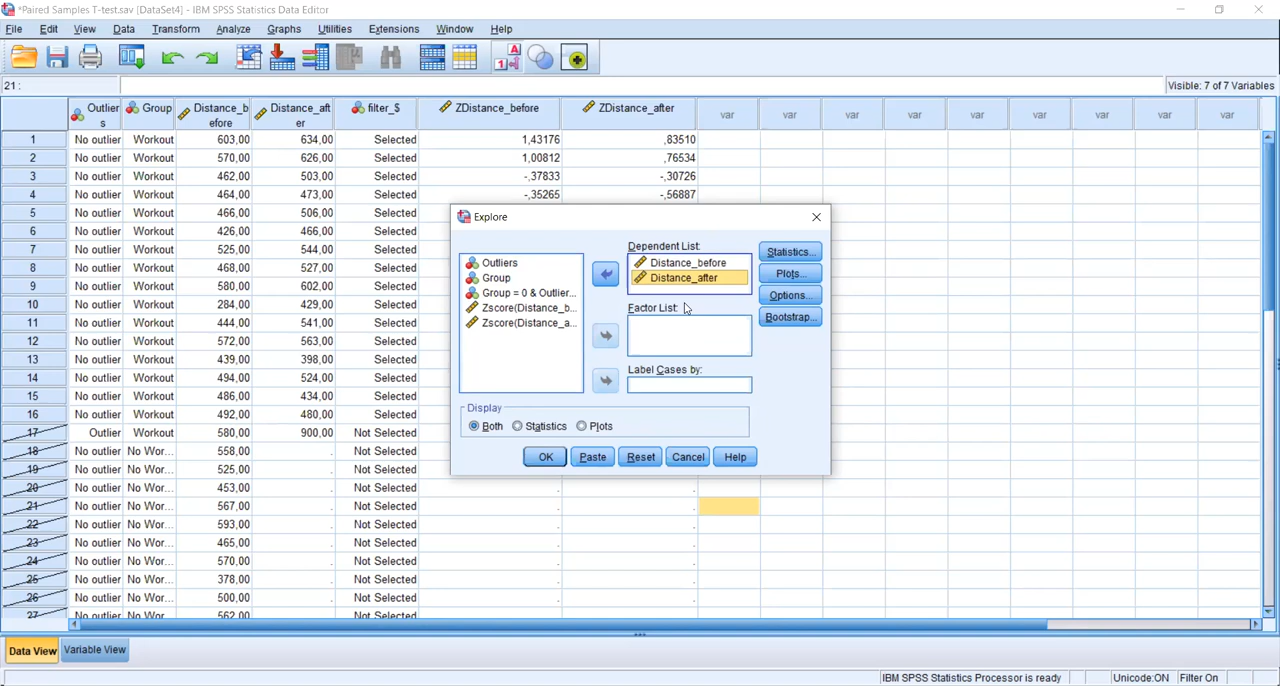 *Paired Samples T-test.sav [DataSet4] - IBM SPSS Statistics Data Editor
File Edit View Data Transform Analyze Graphs Utilities Extensions Window Help
21 :
Visible: 7 of 7 Variables
Outliers Group Distance_before Distance_after filter_$ ZDistance_before ZDistance_after var var var var var var var var var
1 No outlier Workout 603,00 634,00 Selected 1,43176 ,83510
2 No outlier Workout 570,00 626,00 Selected 1,00812 ,76534
3 No outlier Workout 462,00 503,00 Selected -,37833 -,30726
4 No outlier Workout 464,00 473,00 Selected -,35265 -,56887
5 No outlier Workout 466,00 506,00 Selected
6 No outlier Workout 426,00 466,00 Selected
7 No outlier Workout 525,00 544,00 Selected
8 No outlier Workout 468,00 527,00 Selected
9 No outlier Workout 580,00 602,00 Selected
10 No outlier Workout 284,00 429,00 Selected
11 No outlier Workout 444,00 541,00 Selected
12 No outlier Workout 572,00 563,00 Selected
13 No outlier Workout 439,00 398,00 Selected
14 No outlier Workout 494,00 524,00 Selected
15 No outlier Workout 486,00 434,00 Selected
16 No outlier Workout 492,00 480,00 Selected
17 Outlier Workout 580,00 900,00 Not Selected
18 No outlier No Wor... 558,00 . Not Selected
19 No outlier No Wor... 525,00 . Not Selected
20 No outlier No Wor... 453,00 . Not Selected . .
21 No outlier No Wor... 567,00 . Not Selected . .
22 No outlier No Wor... 593,00 . Not Selected . .
23 No outlier No Wor... 465,00 . Not Selected . .
24 No outlier No Wor... 570,00 . Not Selected . .
25 No outlier No Wor... 378,00 . Not Selected . .
26 No outlier No Wor... 500,00 . Not Selected . .
27 No outlier No Wor... 562,00 . Not Selected . .
Explore
Outliers
Group
Group = 0 & Outlier...
Zscore(Distance_b...
Zscore(Distance_a...
Dependent List:
Distance_before
Distance_after
Factor List:
Label Cases by:
Statistics...
Plots...
Options...
Bootstrap...
Display
Both Statistics Plots
OK Paste Reset Cancel Help
Data View Variable View
IBM SPSS Statistics Processor is ready Unicode:ON Filter On